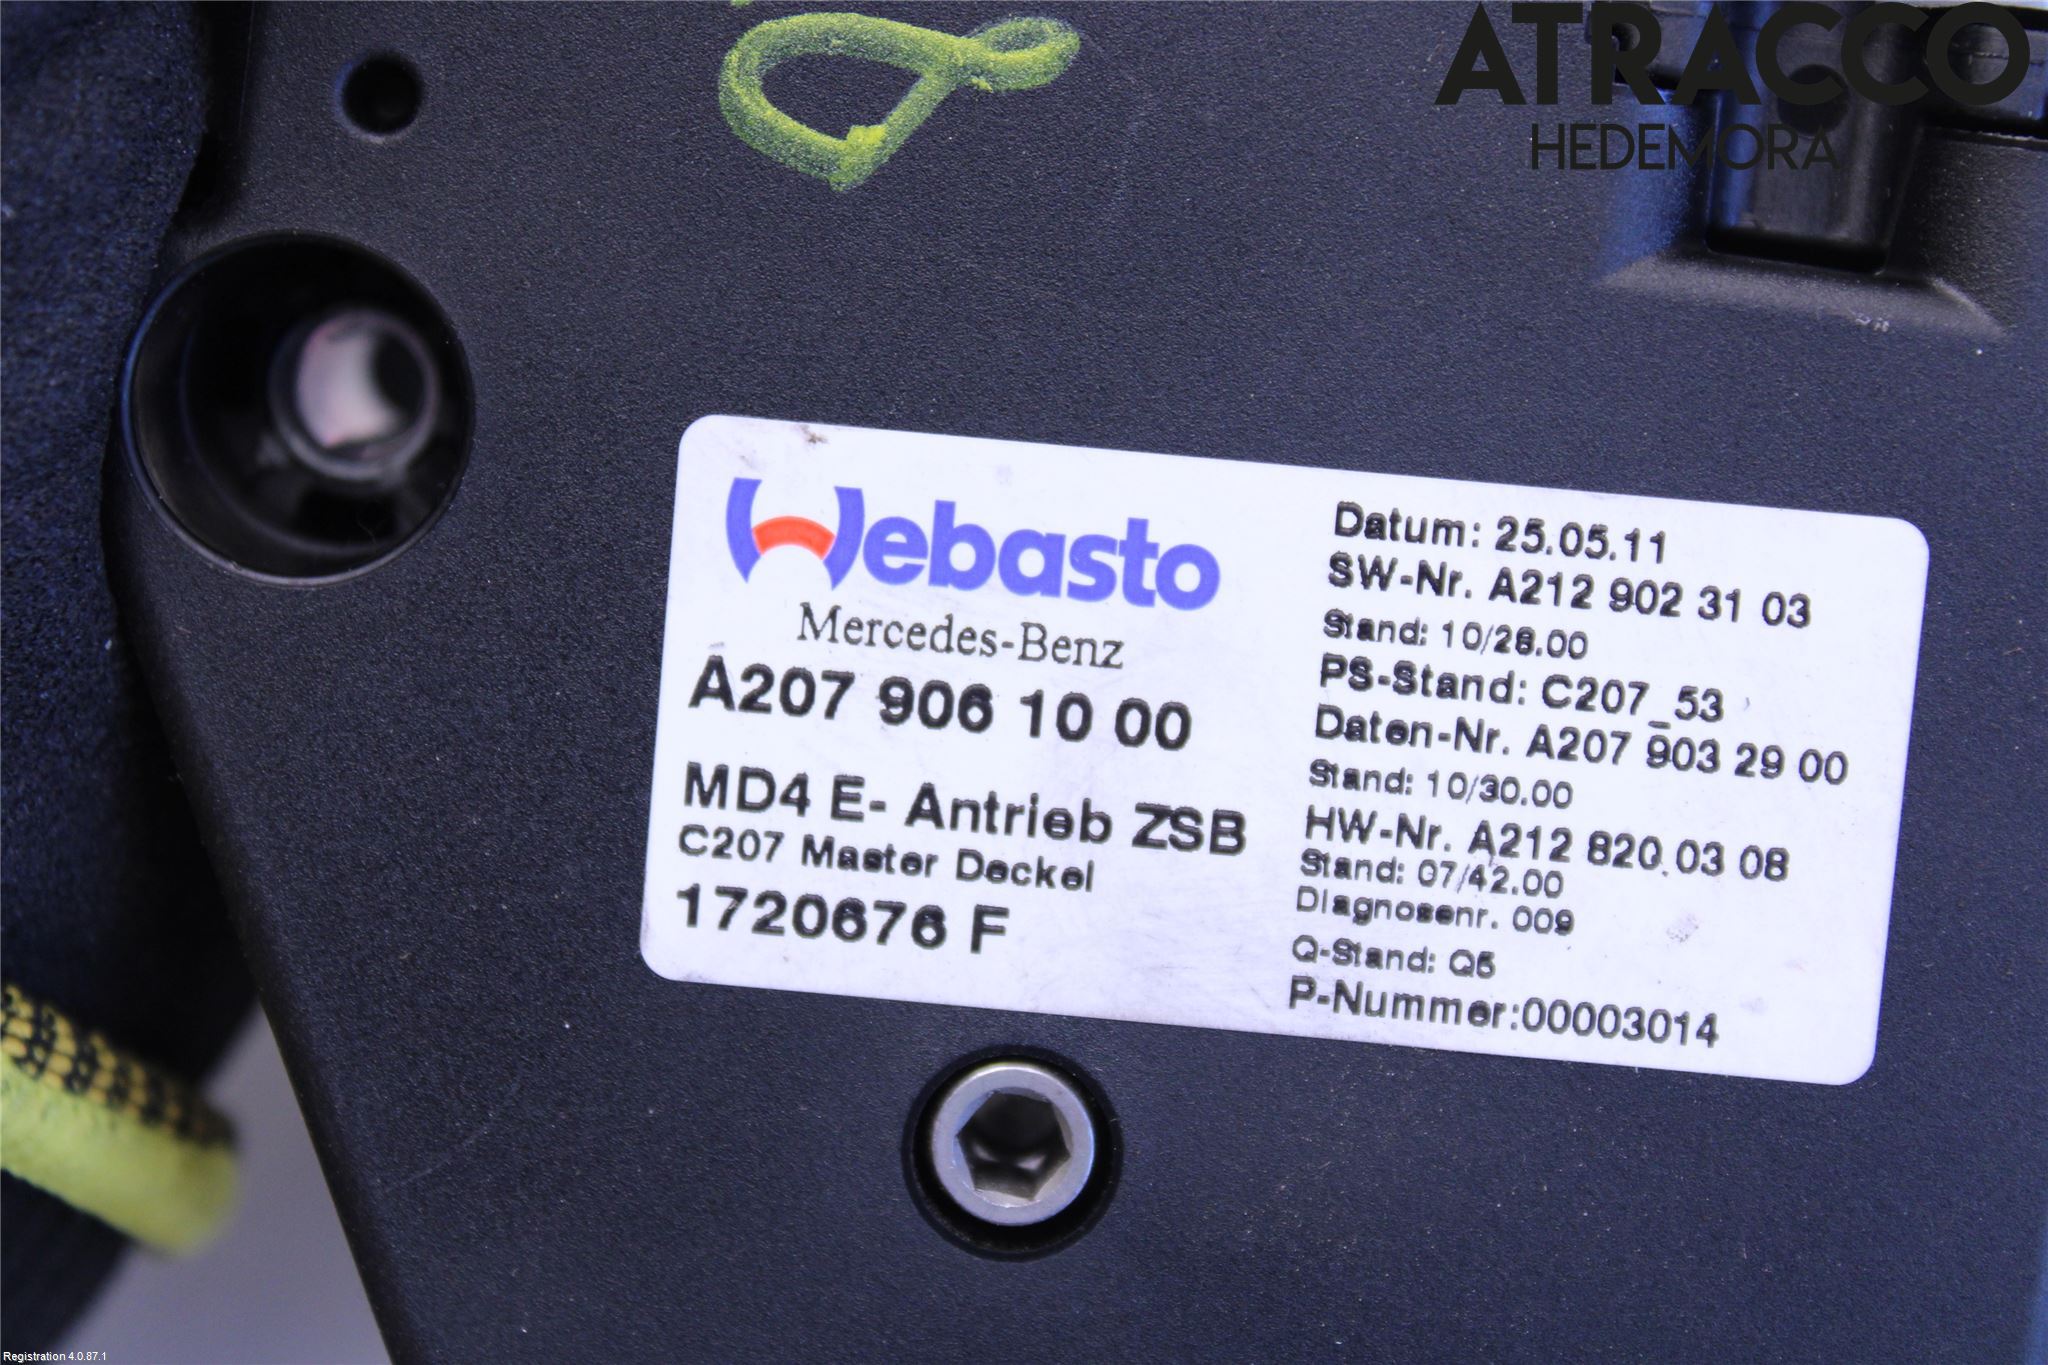 ATRACCO
HEDEMORA
Webasto
Mercedes-Benz
A207 906 10 00
MD4 E- Antrieb ZSB
C207 Master Deckel
1720676 F
Datum: 25.05.11
SW-Nr. A212 902 31 03
Stand: 10/28.00
PS-Stand: C207_53
Daten-Nr. A207 903 29 00
Stand: 10/30.00
HW-Nr. A212 820 03 08
Stand: 07/42.00
Diagnosenr. 009
Q-Stand: Q5
P-Nummer:00003014
Registration 4.0.87.1